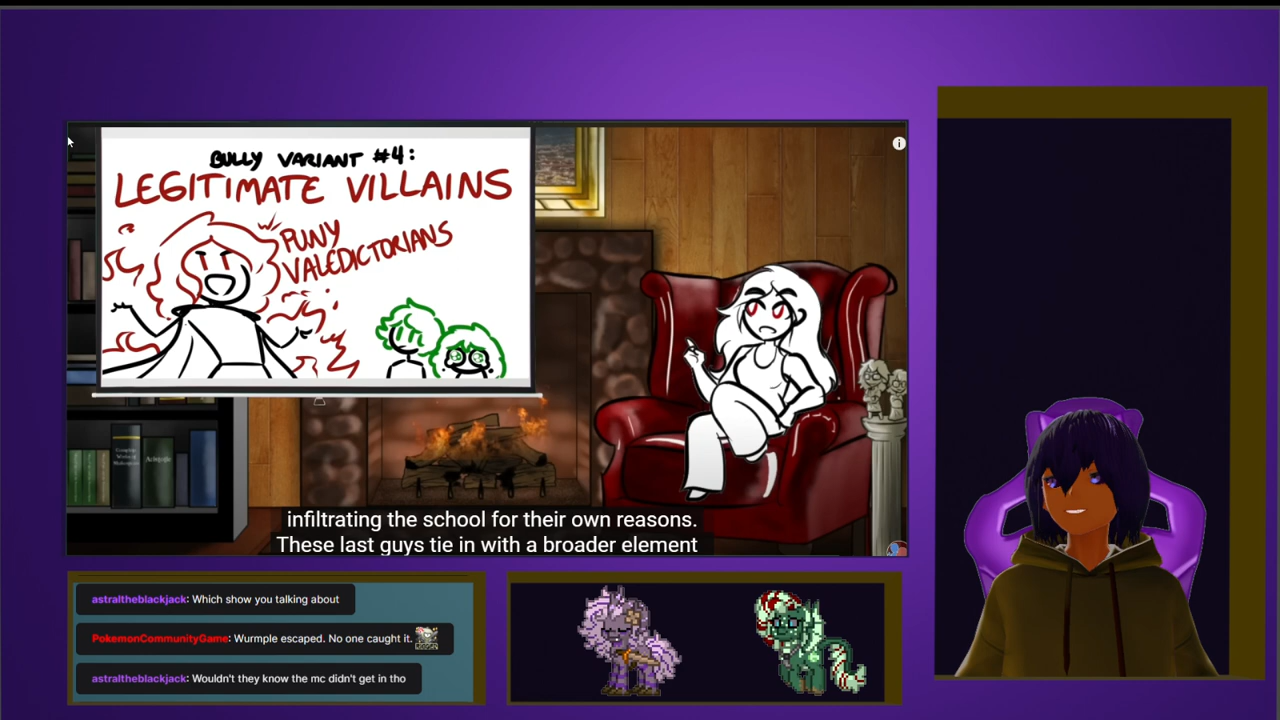 BULLY VARIANT #4:
LEGITIMATE VILLAINS
PUNY
VALEDICTORIANS
infiltrating the school for their own reasons.
These last guys tie in with a broader element
astraltheblackjack: Which show you talking about
PokemonCommunityGame: Wurmple escaped. No one caught it.
astraltheblackjack: Wouldn't they know the mc didn't get in tho